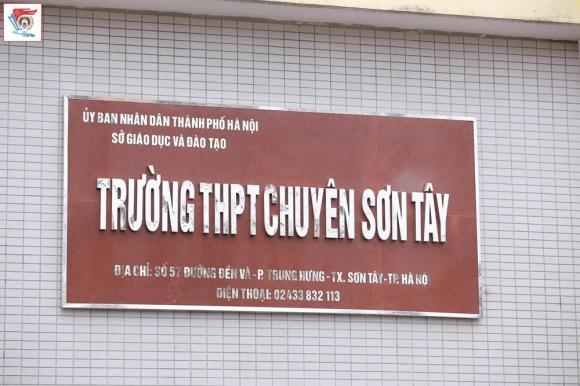 ỦY BAN NHÂN DÂN THÀNH PHỐ HÀ NỘI
SỞ GIÁO DỤC VÀ ĐÀO TẠO
TRƯỜNG THPT CHUYÊN SƠN TÂY
ĐỊA CHỈ: SỐ 57 ĐƯỜNG ĐỀN VÀ - P. TRUNG HƯNG - TX. SƠN TÂY - TP. HÀ NỘI
ĐIỆN THOẠI: 02433 832 113